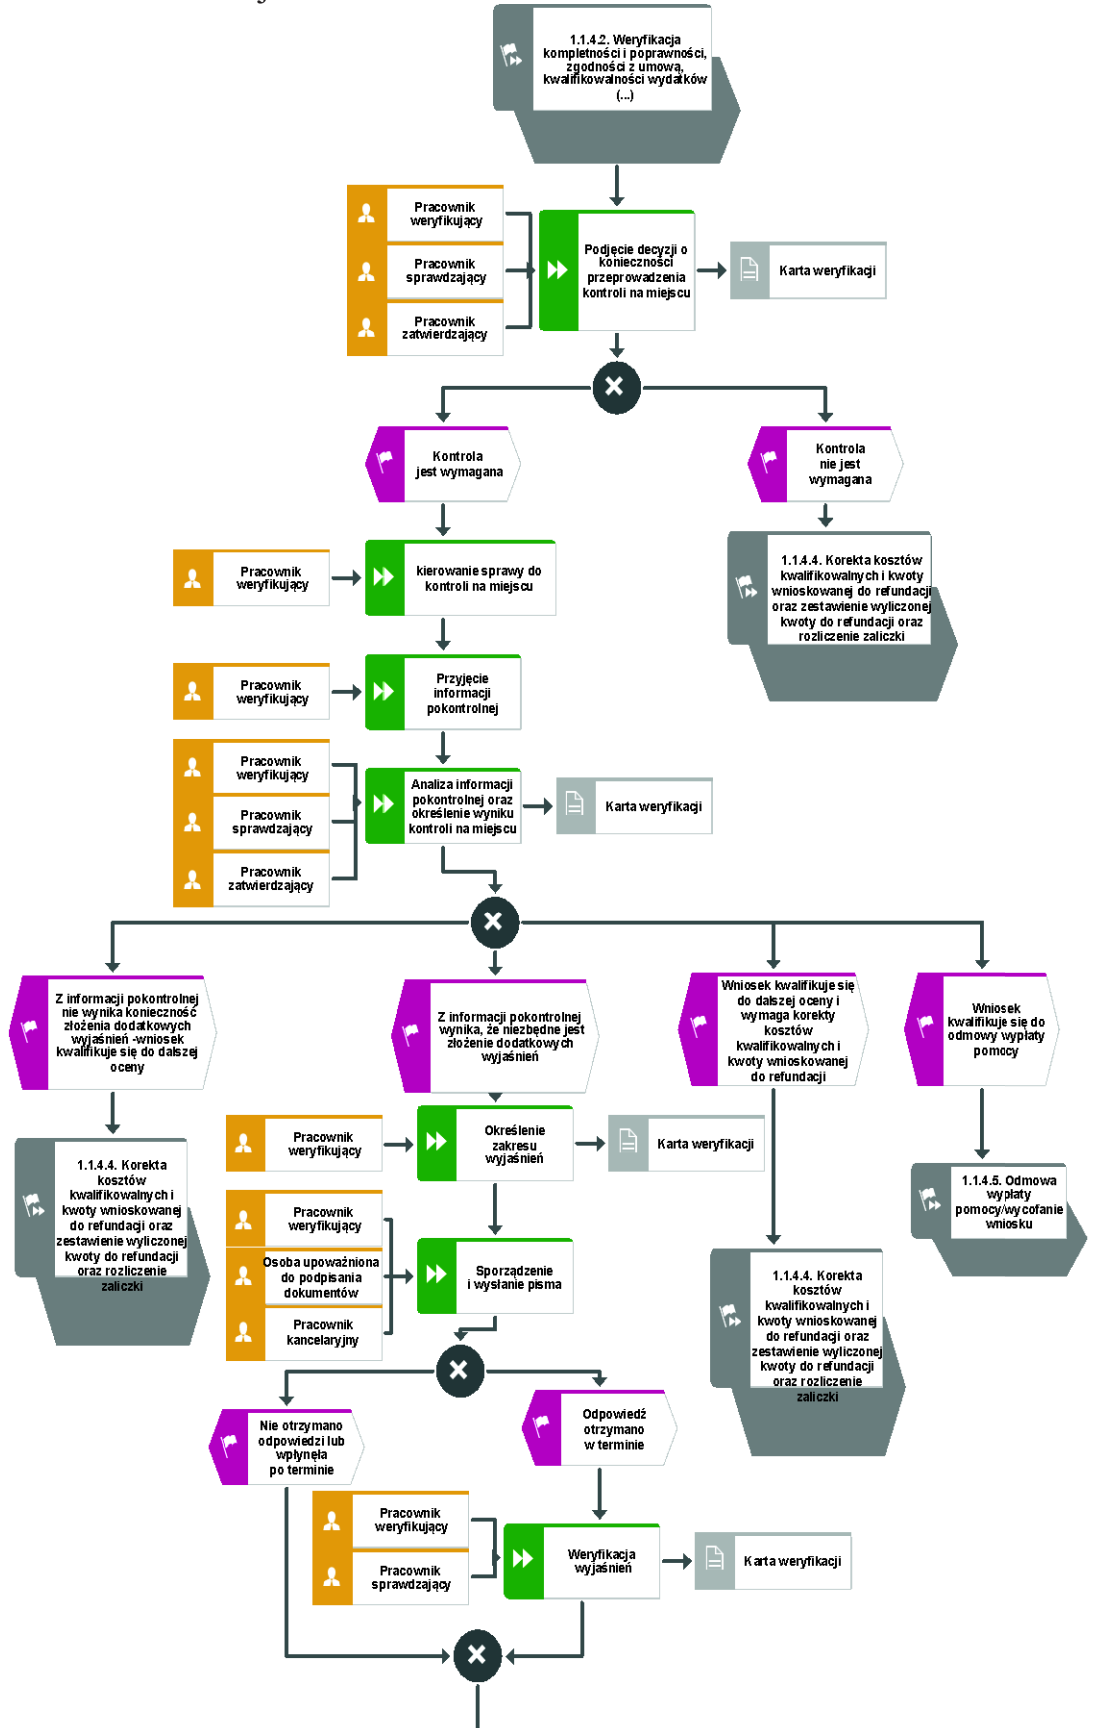 1.1.4.2. Weryfikacja
kompletności i poprawności,
zgodności z umową,
kwalifikowalności wydatków
(...)
Pracownik
weryfikujący
Pracownik
sprawdzający
Pracownik
zatwierdzający
Podjęcie decyzji o
konieczności
przeprowadzenia
kontroli na miejscu
Karta weryfikacji
Kontrola
jest wymagana
Kontrola
nie jest
wymagana
Pracownik
weryfikujący
kierowanie sprawy do
kontroli na miejscu
1.1.4.4. Korekta kosztów
kwalifikowalnych i kwoty
wnioskowanej do refundacji
oraz zestawienie wyliczonej
kwoty do refundacji oraz
rozliczenie zaliczki
Pracownik
weryfikujący
Przyjęcie
informacji
pokontrolnej
Pracownik
weryfikujący
Pracownik
sprawdzający
Pracownik
zatwierdzający
Analiza informacji
pokontrolnej oraz
określenie wyniku
kontroli na miejscu
Karta weryfikacji
Z informacji pokontrolnej
nie wynika konieczność
złożenia dodatkowych
wyjaśnień -wniosek
kwalifikuje się do dalszej
oceny
Z informacji pokontrolnej
wynika, że niezbędne jest
złożenie dodatkowych
wyjaśnień
Wniosek kwalifikuje się
do dalszej oceny i
wymaga korekty
kosztów
kwalifikowalnych i
kwoty wnioskowanej
do refundacji
Wniosek
kwalifikuje się do
odmowy wypłaty
pomocy
1.1.4.4. Korekta
kosztów
kwalifikowalnych i
kwoty wnioskowanej
do refundacji oraz
zestawienie wyliczonej
kwoty do refundacji
oraz rozliczenie
zaliczki
Pracownik
weryfikujący
Określenie
zakresu
wyjaśnień
Karta weryfikacji
1.1.4.5. Odmowa
wypłaty
pomocy/wycofanie
wniosku
Pracownik
weryfikujący
Osoba upoważniona
do podpisania
dokumentów
Pracownik
kancelaryjny
Sporządzenie
i wysłanie pisma
1.1.4.4. Korekta
kosztów
kwalifikowalnych i
kwoty wnioskowanej
do refundacji oraz
zestawienie wyliczonej
kwoty do refundacji
oraz rozliczenie
zaliczki
Nie otrzymano
odpowiedzi lub
wpłynęła
po terminie
Odpowiedź
otrzymano
w terminie
Pracownik
weryfikujący
Pracownik
sprawdzający
Weryfikacja
wyjaśnień
Karta weryfikacji